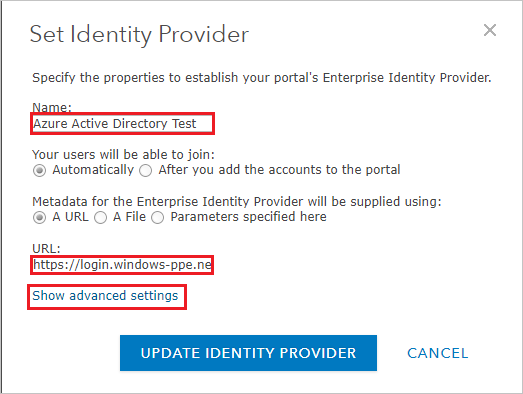 Set Identity Provider
Specify the properties to establish your portal's Enterprise Identity Provider.
Name:
Azure Active Directory Test
Your users will be able to join:
Automatically After you add the accounts to the portal
Metadata for the Enterprise Identity Provider will be supplied using:
A URL A File Parameters specified here
URL:
https://login.windows-ppe.ne
Show advanced settings
UPDATE IDENTITY PROVIDER CANCEL